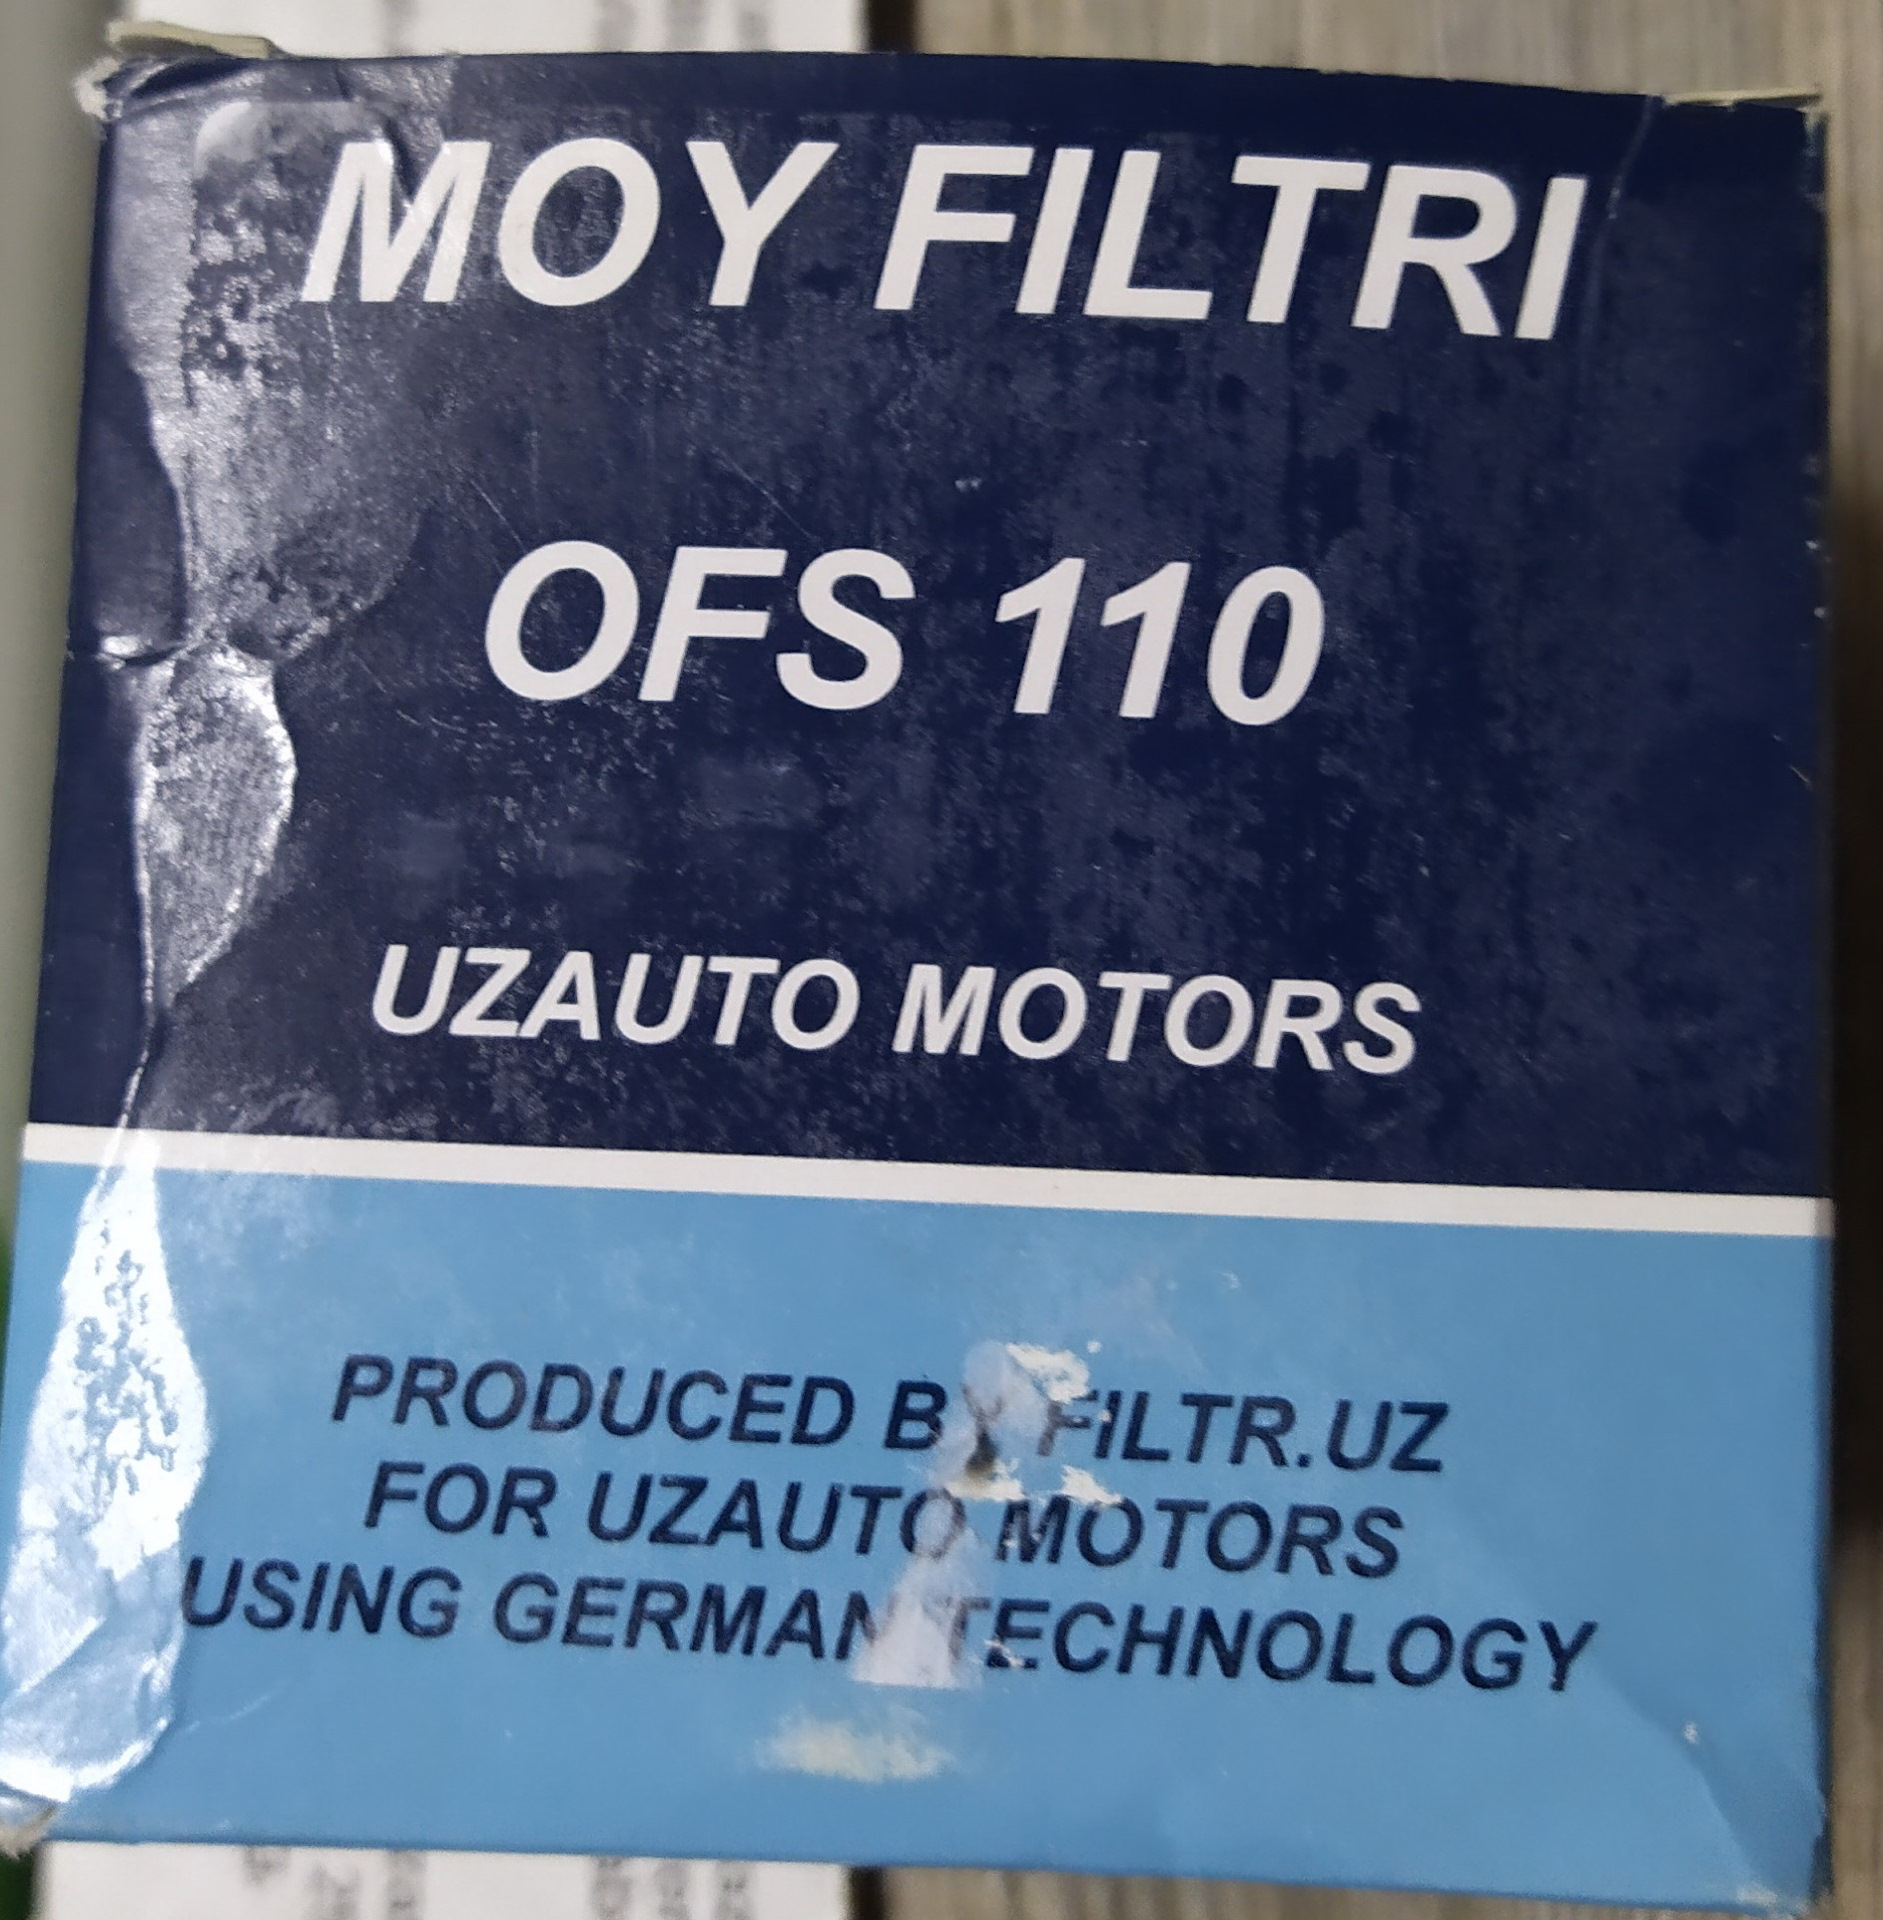 MOY FILTRI
OFS 110
UZAUTO MOTORS
PRODUCED BY FILTR.UZ
FOR UZAUTO MOTORS
USING GERMAN TECHNOLOGY